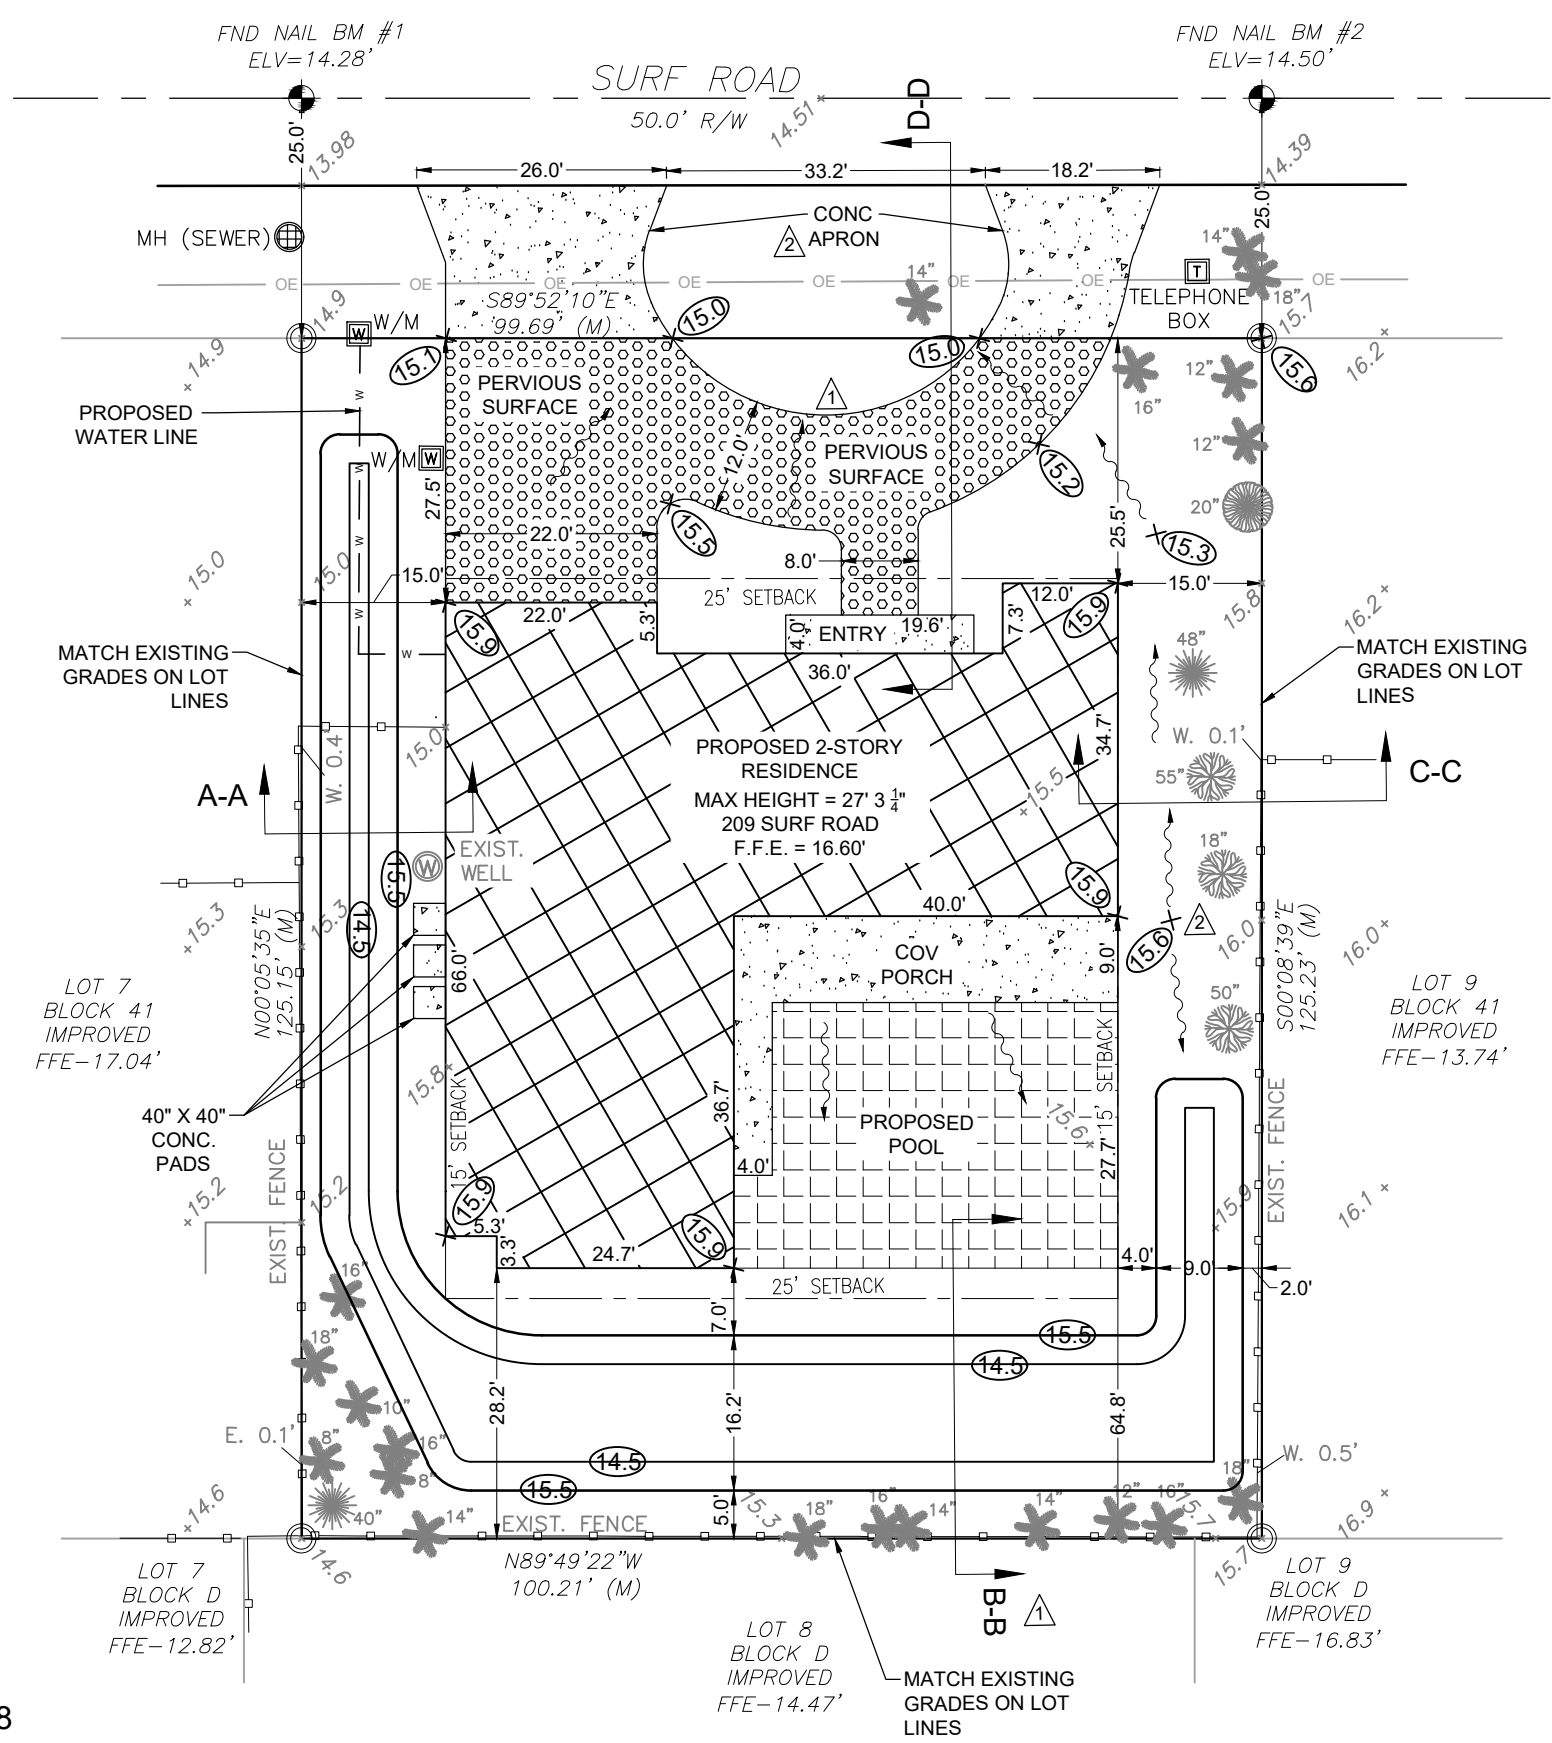 FND NAIL BM #1
ELV=14.28'
FND NAIL BM #2
ELV=14.50'
SURF ROAD
50.0' R/W
14.51
D-D
25.0'
13.98
14.39
25.0'
26.0'
33.2'
18.2'
MH (SEWER)
CONC
APRON
2
14"
OE
OE
OE
OE
OE
OE
OE
OE
14"
T
TELEPHONE
BOX
18"
15.7
S89°52'10"E
99.69' (M)
14.9
W
W/M
15.0
15.0
15.1
15.6
14.9
16.2
PERVIOUS
SURFACE
1
16"
12"
PROPOSED
WATER LINE
W
W/M
W
W
W
W
W
27.5'
12.0'
PERVIOUS
SURFACE
15.2
12"
20"
15.5
22.0'
25.5'
15.3
8.0'
15.0
15.0
15.0'
25' SETBACK
12.0'
15.0'
15.8
16.2
15.9
22.0'
5.3'
4.0'
ENTRY
19.6'
7.3'
15.9
36.0'
48"
MATCH EXISTING
GRADES ON LOT
LINES
MATCH EXISTING
GRADES ON LOT
LINES
15.0
W. 0.4'
34.7'
W. 0.1'
PROPOSED 2-STORY
RESIDENCE
MAX HEIGHT = 27' 3 1/4"
209 SURF ROAD
F.F.E. = 16.60'
15.5
55"
A-A
C-C
W
EXIST.
WELL
15.5
14.5
18"
15.9
40.0'
N00°05'35"E
125.15' (M)
15.3
15.3
66.0'
COV
PORCH
9.0'
15.6
2
16.0
S00°08'39"E
125.23' (M)
16.0
LOT 7
BLOCK 41
IMPROVED
FFE-17.04'
LOT 9
BLOCK 41
IMPROVED
FFE-13.74'
50"
15.8
15' SETBACK
36.7'
15' SETBACK
40" X 40"
CONC.
PADS
PROPOSED
POOL
15.6
27.7'
4.0'
EXIST. FENCE
EXIST. FENCE
15.2
15.2
15.9
15.9
16.1
5.3'
3.3'
24.7'
15.9
4.0'
9.0'
2.0'
25' SETBACK
16"
7.0'
15.5
14.5
18"
10"
28.2'
16.2'
64.8'
E. 0.1'
8"
16"
8"
14.5
15.5
W. 0.5'
18"
14.6
40"
14"
EXIST. FENCE
5.0'
15.3
18"
16"
14"
14"
12"
16"
15.7
16.9
14.6
N89°49'22"W
100.21' (M)
15.7
LOT 7
BLOCK D
IMPROVED
FFE-12.82'
LOT 8
BLOCK D
IMPROVED
FFE-14.47'
B-B
1
LOT 9
BLOCK D
IMPROVED
FFE-16.83'
MATCH EXISTING
GRADES ON LOT
LINES
8